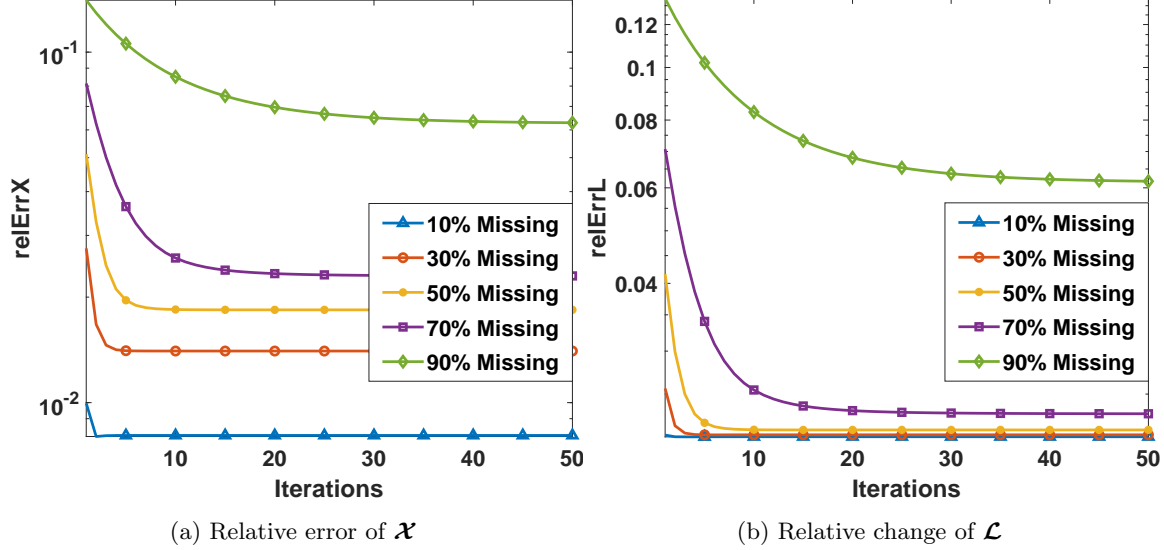 10⁻¹
10⁻²
relErrX
10% Missing
30% Missing
50% Missing
70% Missing
90% Missing
10 20 30 40 50
Iterations
(a) Relative error of 𝓧
0.12
0.1
0.08
0.06
0.04
relErrL
10% Missing
30% Missing
50% Missing
70% Missing
90% Missing
10 20 30 40 50
Iterations
(b) Relative change of 𝓛